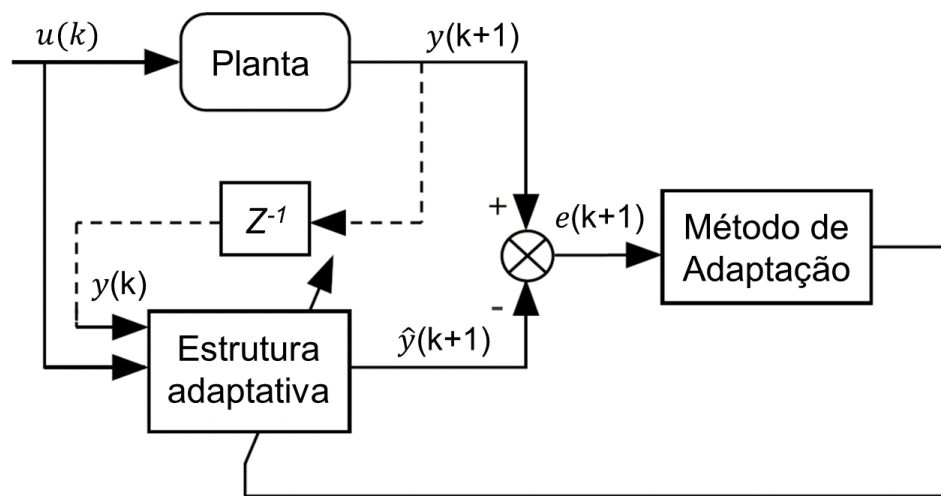 u(k)
Planta
y(k+1)
Z⁻¹
+
e(k+1)
Método de
Adaptação
y(k)
-
Estrutura
adaptativa
ŷ(k+1)